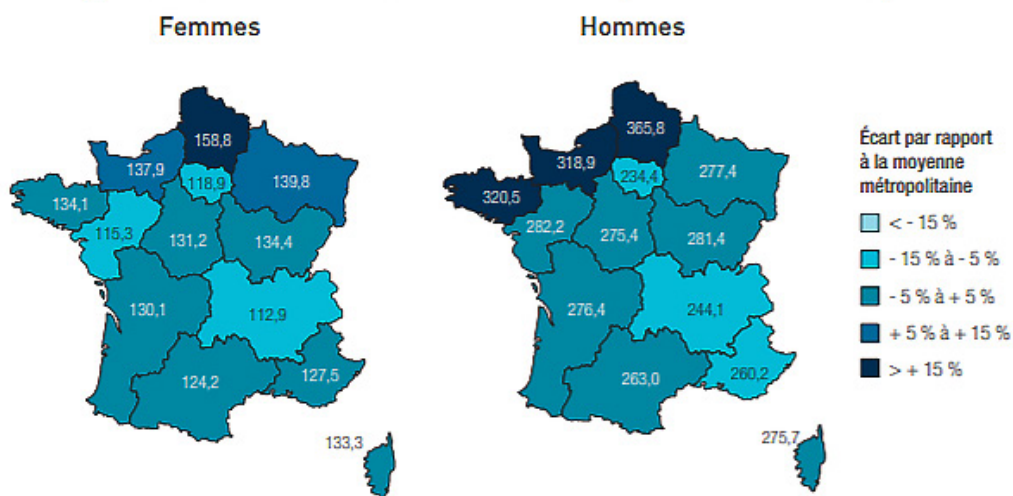 Femmes
158,8
137,9
118,9
139,8
134,1
115,3
131,2
134,4
130,1
112,9
124,2
127,5
133,3
Hommes
365,8
318,9
234,4
277,4
320,5
282,2
275,4
281,4
276,4
244,1
263,0
260,2
275,7
Écart par rapport
à la moyenne
métropolitaine
< - 15 %
- 15 % à - 5 %
- 5 % à + 5 %
+ 5 % à + 15 %
> + 15 %